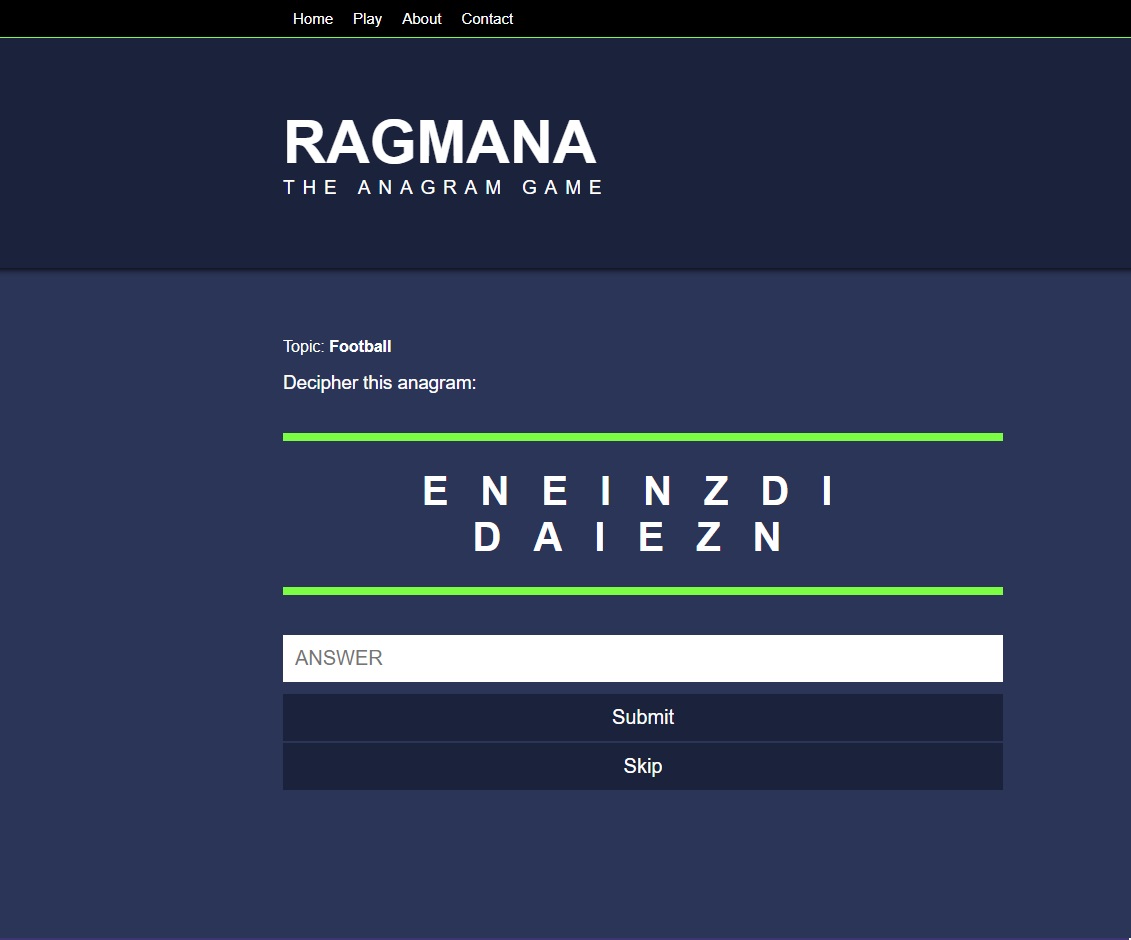 Home Play About Contact
RAGMANA
THE ANAGRAM GAME
Topic: Football
Decipher this anagram:
E N E I N Z D I
D A I E Z N
ANSWER
Submit
Skip